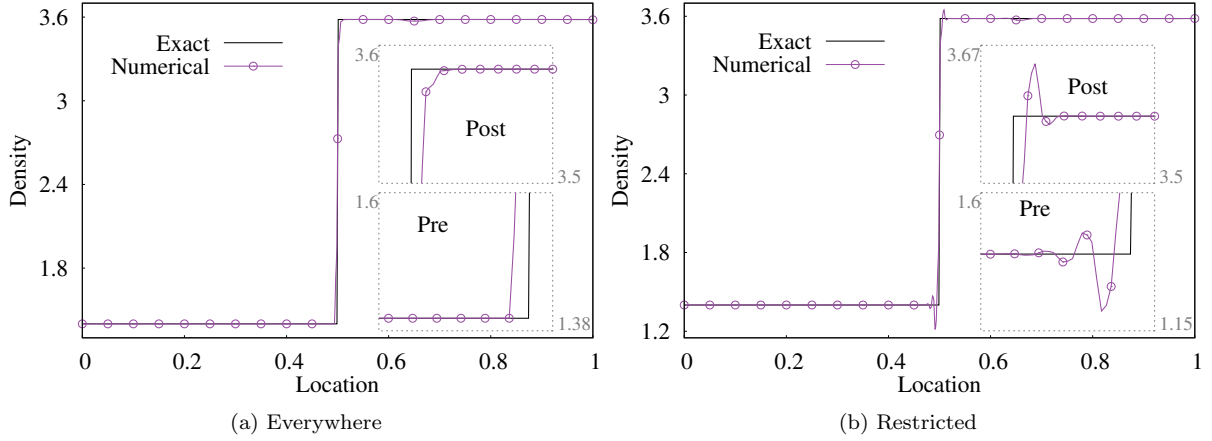 3.6
3
2.4
1.8
Density
Exact
Numerical
3.6
Post
3.5
1.6
Pre
1.38
0 0.2 0.4 0.6 0.8 1
Location
(a) Everywhere
3.6
3
2.4
1.8
1.2
Density
Exact
Numerical
3.67
Post
3.5
1.6
Pre
1.15
0 0.2 0.4 0.6 0.8 1
Location
(b) Restricted